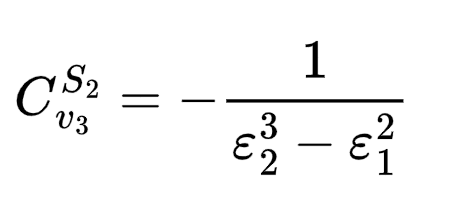 $C_{v_3}^{S_2} = -\frac{1}{\varepsilon_2^3 - \varepsilon_1^2}$